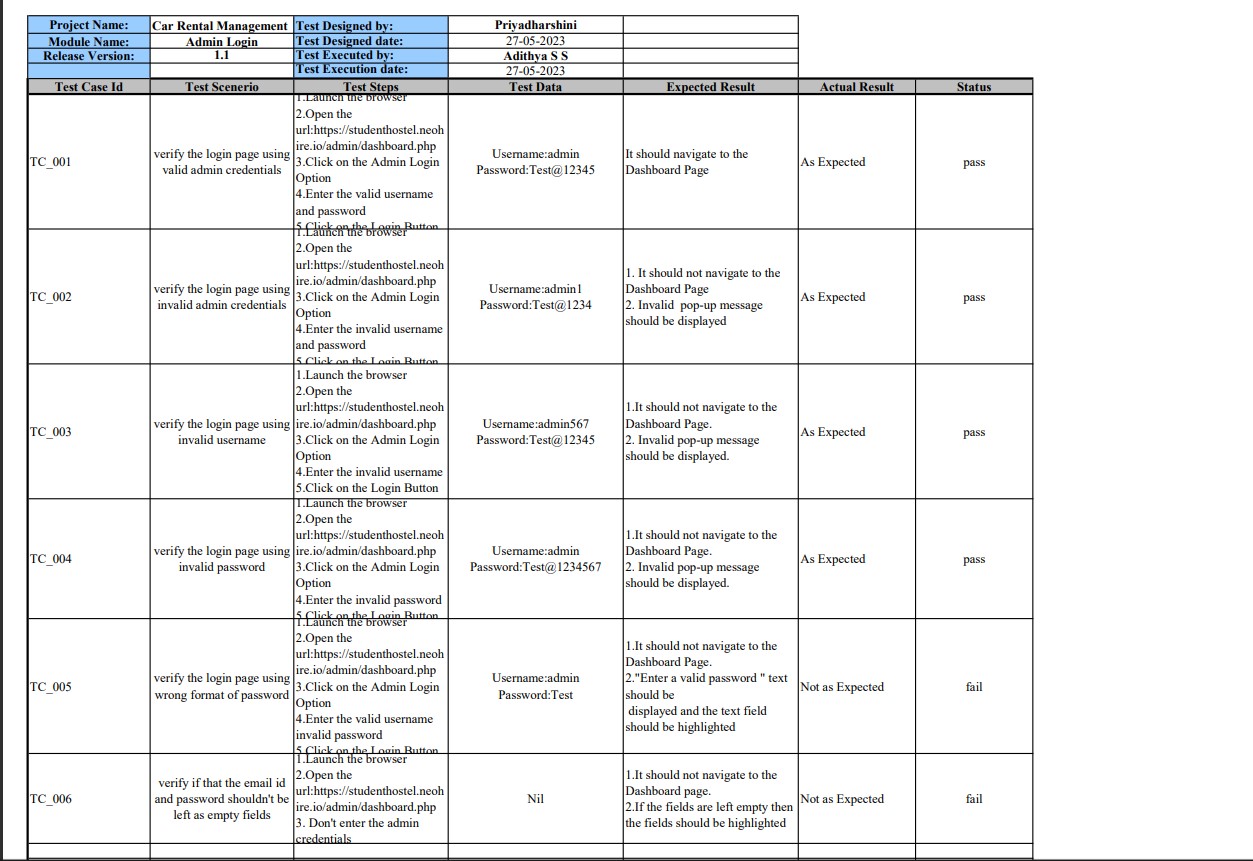 Project Name: Car Rental Management Test Designed by: Priyadharshini
Module Name: Admin Login Test Designed date: 27-05-2023
Release Version: 1.1 Test Executed by: Adithya S S
Test Execution date: 27-05-2023
Test Case Id Test Scenerio Test Steps Test Data Expected Result Actual Result Status
TC_001
verify the login page using
valid admin credentials
1.Launch the browser
2.Open the
url:https://studenthostel.neoh
ire.io/admin/dashboard.php
3.Click on the Admin Login
Option
4.Enter the valid username
and password
5.Click on the Login Button
Username:admin
Password:Test@12345
It should navigate to the
Dashboard Page
As Expected
pass
TC_002
verify the login page using
invalid admin credentials
1.Launch the browser
2.Open the
url:https://studenthostel.neoh
ire.io/admin/dashboard.php
3.Click on the Admin Login
Option
4.Enter the invalid username
and password
5.Click on the Login Button
Username:admin1
Password:Test@1234
1. It should not navigate to the
Dashboard Page
2. Invalid  pop-up message
should be displayed
As Expected
pass
TC_003
verify the login page using
invalid username
1.Launch the browser
2.Open the
url:https://studenthostel.neoh
ire.io/admin/dashboard.php
3.Click on the Admin Login
Option
4.Enter the invalid username
5.Click on the Login Button
Username:admin567
Password:Test@12345
1.It should not navigate to the
Dashboard Page.
2. Invalid pop-up message
should be displayed.
As Expected
pass
TC_004
verify the login page using
invalid password
1.Launch the browser
2.Open the
url:https://studenthostel.neoh
ire.io/admin/dashboard.php
3.Click on the Admin Login
Option
4.Enter the invalid password
5.Click on the Login Button
Username:admin
Password:Test@1234567
1.It should not navigate to the
Dashboard Page.
2. Invalid pop-up message
should be displayed.
As Expected
pass
TC_005
verify the login page using
wrong format of password
1.Launch the browser
2.Open the
url:https://studenthostel.neoh
ire.io/admin/dashboard.php
3.Click on the Admin Login
Option
4.Enter the valid username
invalid password
5.Click on the Login Button
Username:admin
Password:Test
1.It should not navigate to the
Dashboard Page.
2."Enter a valid password " text
should be
displayed and the text field
should be highlighted
Not as Expected
fail
TC_006
verify if that the email id
and password shouldn't be
left as empty fields
1.Launch the browser
2.Open the
url:https://studenthostel.neoh
ire.io/admin/dashboard.php
3. Don't enter the admin
credentials
Nil
1.It should not navigate to the
Dashboard page.
2.If the fields are left empty then
the fields should be highlighted
Not as Expected
fail